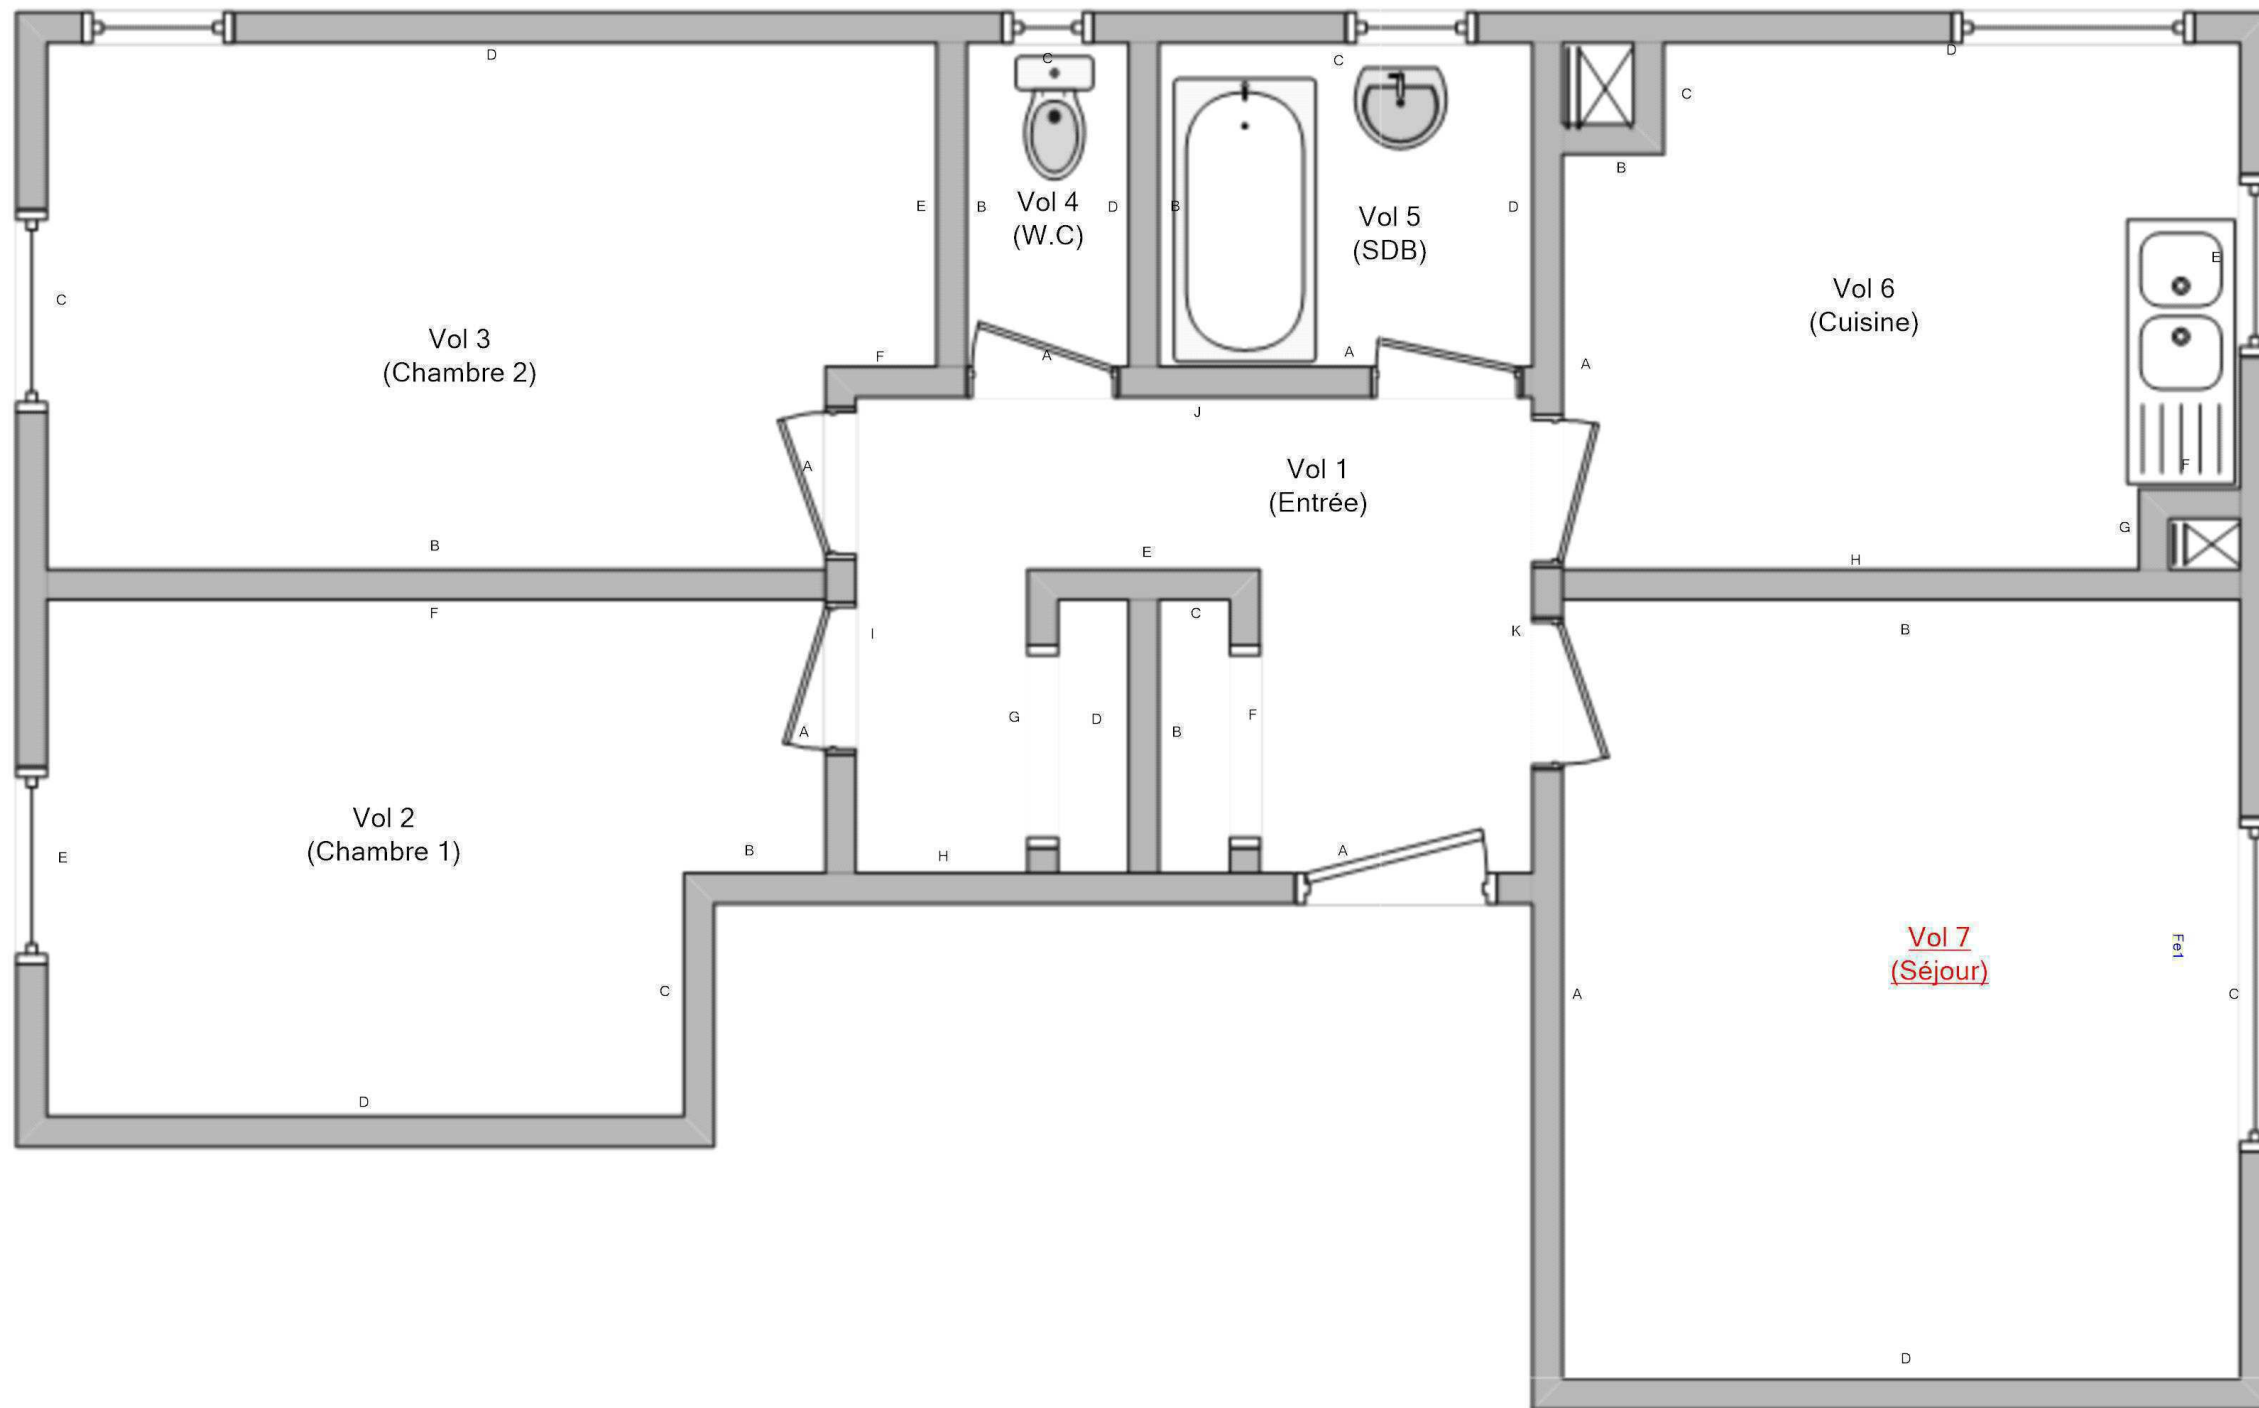 D
C
C
D
C
B
E
B
D
B
D
Vol 4
(W.C)
Vol 5
(SDB)
E
C
Vol 6
(Cuisine)
Vol 3
(Chambre 2)
F
A
A
A
J
A
Vol 1
(Entrée)
F
G
B
E
H
F
C
I
K
B
G
D
B
F
A
Vol 2
(Chambre 1)
E
B
H
A
Vol 7
(Séjour)
Fe1
C
A
C
D
D